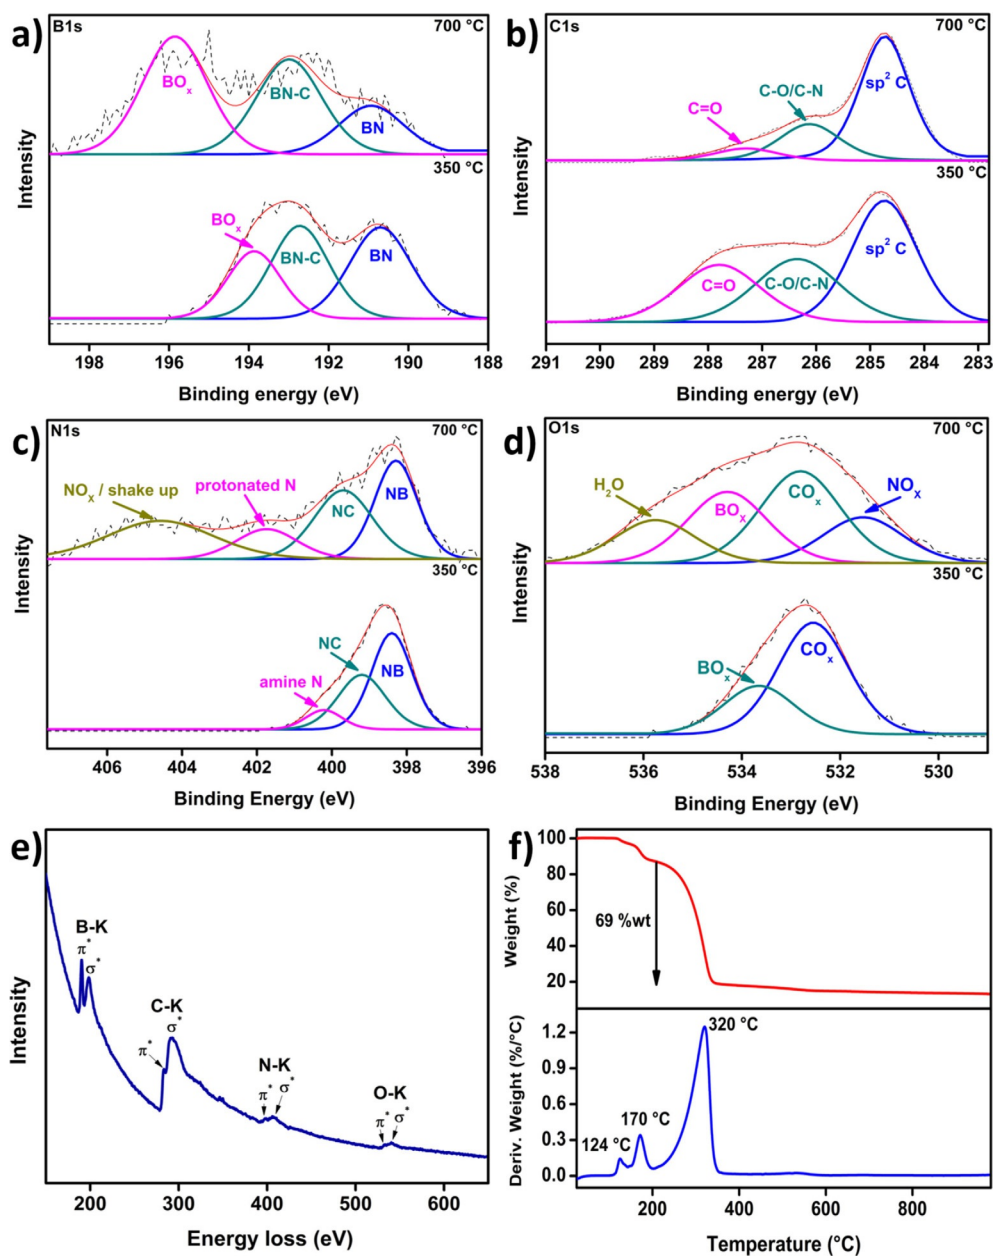 a)
B1s
700 °C
BOx
BN-C
BN
350 °C
BOx
BN-C
BN
Intensity
198 196 194 192 190 188
Binding energy (eV)
b)
C1s
700 °C
C=O
C-O/C-N
sp² C
350 °C
C=O
C-O/C-N
sp² C
Intensity
291 290 289 288 287 286 285 284 283 282
Binding energy (eV)
c)
N1s
700 °C
NOx / shake up
protonated N
NC
NB
350 °C
NC
amine N
NB
Intensity
406 404 402 400 398 396
Binding Energy (eV)
d)
O1s
700 °C
H₂O
BOx
COx
NOx
350 °C
BOx
COx
Intensity
538 536 534 532 530
Binding Energy (eV)
e)
B-K
π* σ*
C-K
π* σ*
N-K
π* σ*
O-K
π* σ*
Intensity
200 300 400 500 600
Energy loss (eV)
f)
100
80
60
40
20
Weight (%)
69 %wt
1.2
0.9
0.6
0.3
0.0
Deriv. Weight (%/°C)
124 °C
170 °C
320 °C
0 200 400 600 800
Temperature (°C)